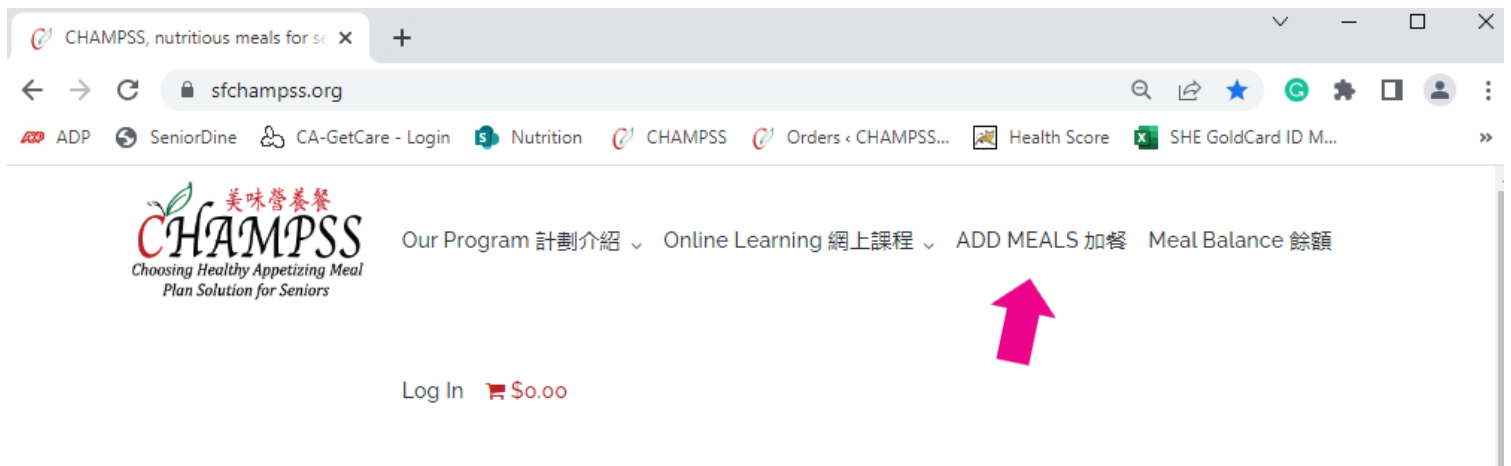 CHAMPSS, nutritious meals for se
sfchampss.org
ADP SeniorDine CA-GetCare - Login Nutrition CHAMPSS Orders ‹ CHAMPSS... Health Score SHE GoldCard ID M... »
美味營養餐
CHAMPSS
Choosing Healthy Appetizing Meal
Plan Solution for Seniors
Our Program 計劃介紹 Online Learning 網上課程 ADD MEALS 加餐 Meal Balance 餘額
Log In $0.00